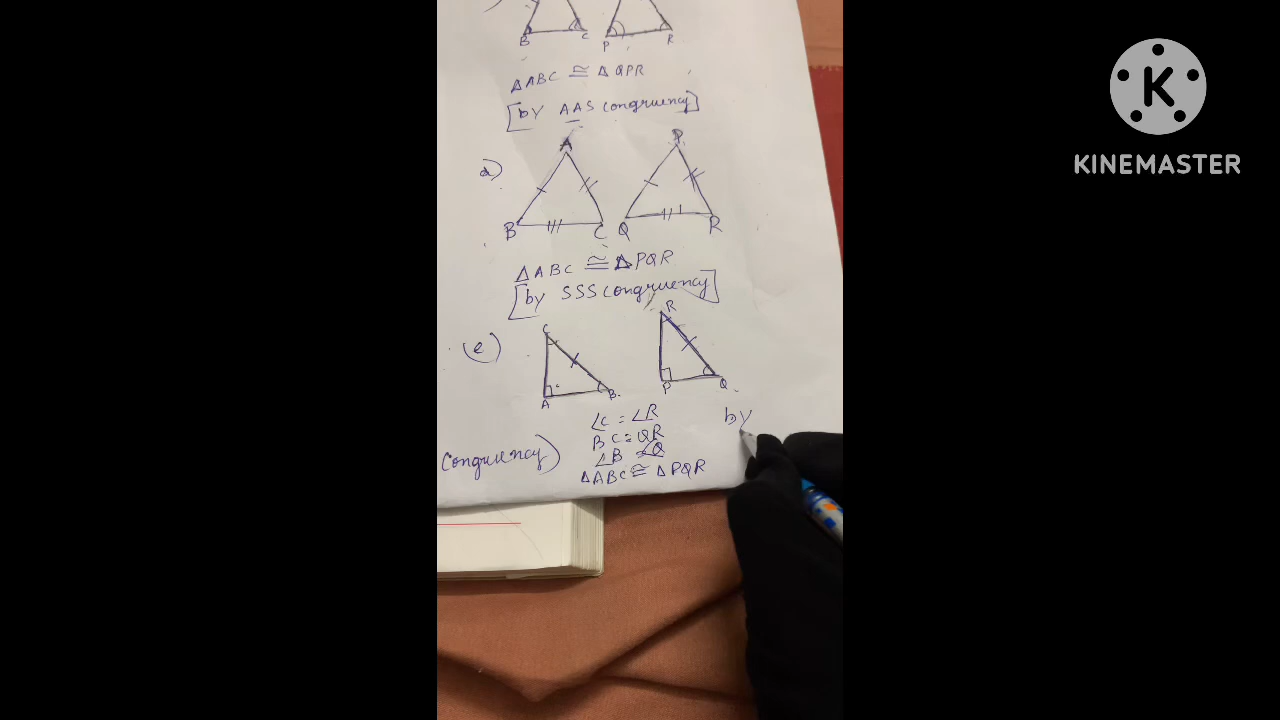 B C P R
△ABC ≅ △QPR
[by AAS congruency]
d) A P
B C Q R
△ABC ≅ △PQR
[by SSS congruency]
(e) C R
A B P Q
∠C = ∠R
BC = QR
∠B = ∠Q
△ABC ≅ △PQR
by
congruency)
K
KINEMASTER